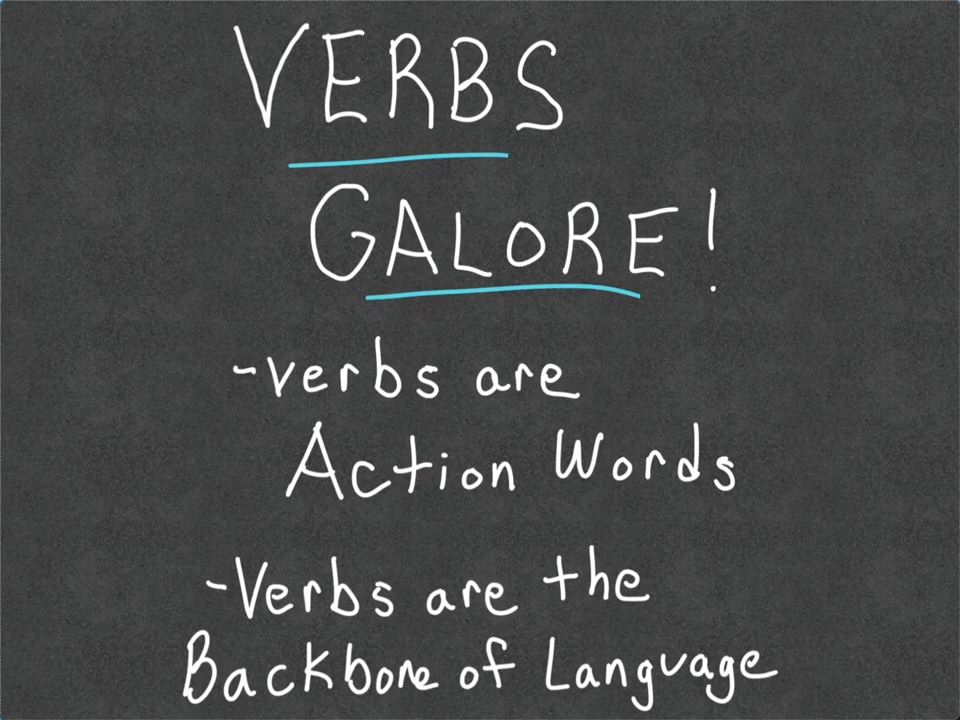 VERBS
GALORE!
-verbs are
Action Words
-Verbs are the
Backbone of Language